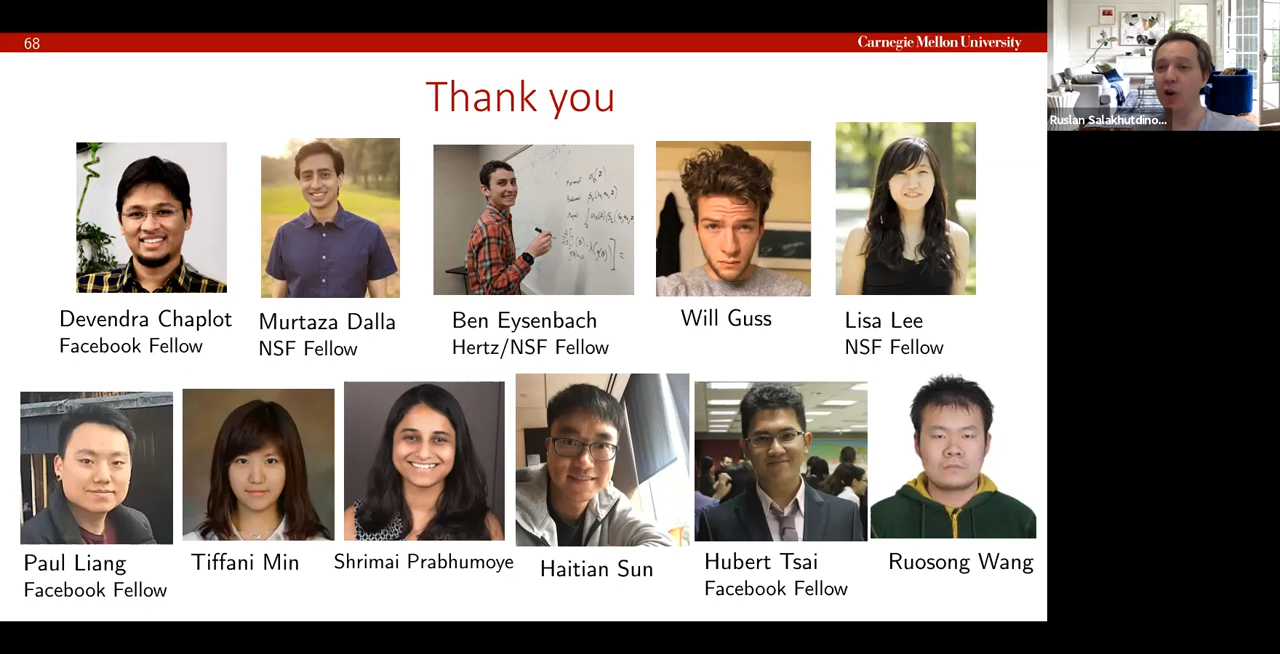 68
Carnegie Mellon University
Thank you
Ruslan Salakhutdino...
Devendra Chaplot
Facebook Fellow
Murtaza Dalla
NSF Fellow
Ben Eysenbach
Hertz/NSF Fellow
Will Guss
Lisa Lee
NSF Fellow
Paul Liang
Facebook Fellow
Tiffani Min
Shrimai Prabhumoye
Haitian Sun
Hubert Tsai
Facebook Fellow
Ruosong Wang